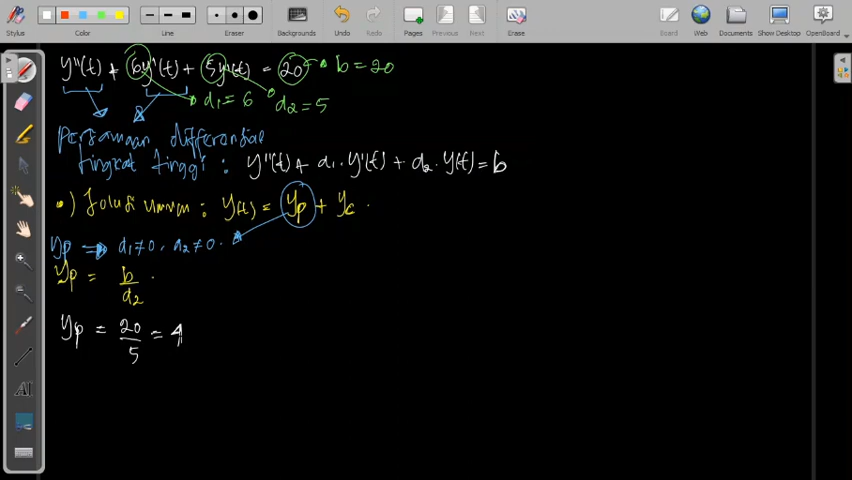 Stylus
Color
Line
Eraser
Backgrounds
Undo
Redo
Pages
Previous
Next
Erase
Board
Web
Documents
Show Desktop
OpenBoard
y''(t) + 6y'(t) + 5y(t) = 20 → b = 20
a1 = 6 a2 = 5
Persamaan differensial
tingkat tinggi : y''(t) + a1 · y'(t) + a2 · y(t) = b
•) Solusi umum : y(t) = yp + yc .
yp ⇒ a1 ≠ 0 , a2 ≠ 0 .
yp = b/a2 .
yp = 20/5 = 4
AI